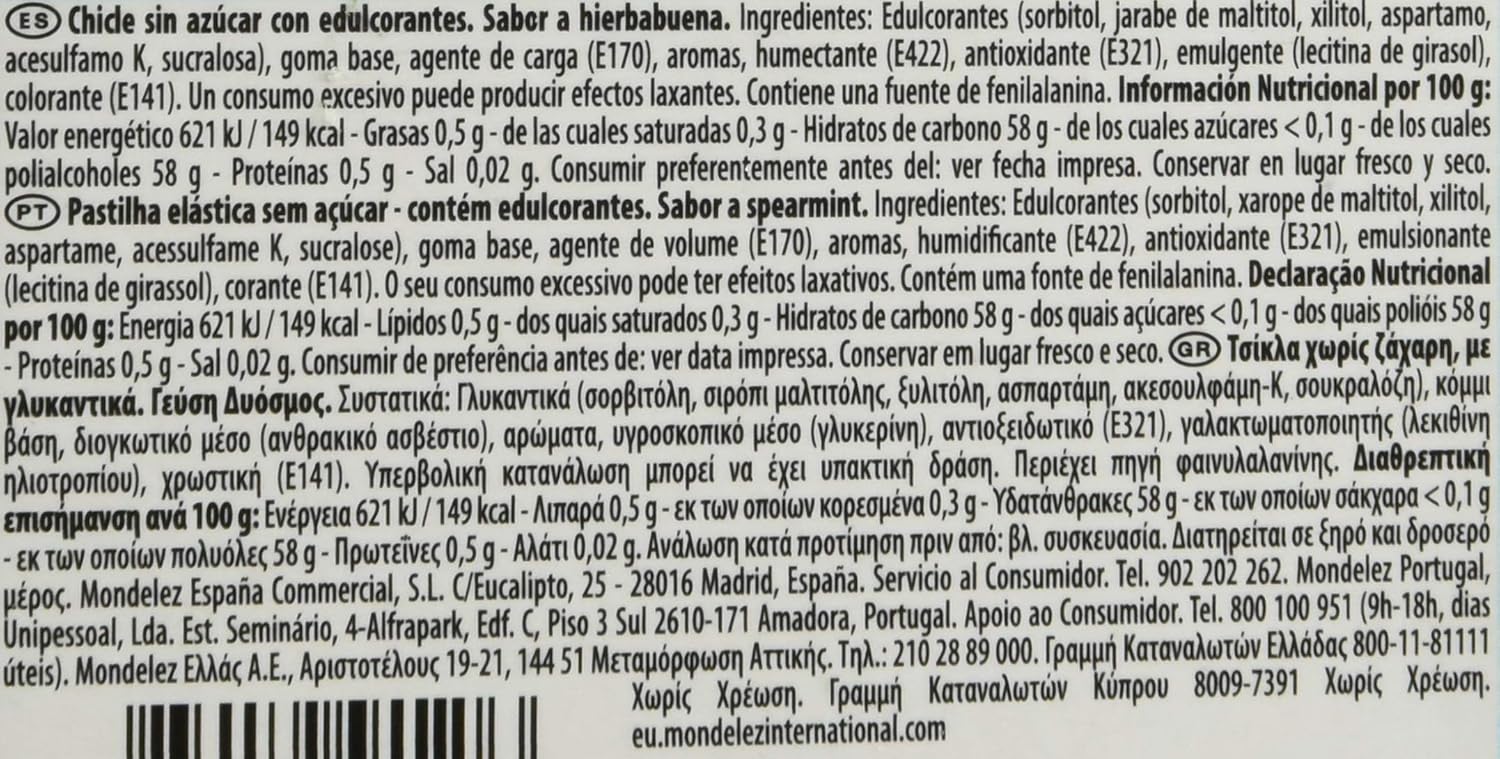 ES Chicle sin azúcar con edulcorantes. Sabor a hierbabuena. Ingredientes: Edulcorantes (sorbitol, jarabe de maltitol, xilitol, aspartamo,
acesulfamo K, sucralosa), goma base, agente de carga (E170), aromas, humectante (E422), antioxidante (E321), emulgente (lecitina de girasol),
colorante (E141). Un consumo excesivo puede producir efectos laxantes. Contiene una fuente de fenilalanina. Información Nutricional por 100 g:
Valor energético 621 kJ / 149 kcal - Grasas 0,5 g - de las cuales saturadas 0,3 g - Hidratos de carbono 58 g - de los cuales azúcares < 0,1 g - de los cuales
polialcoholes 58 g - Proteínas 0,5 g - Sal 0,02 g. Consumir preferentemente antes del: ver fecha impresa. Conservar en lugar fresco y seco.
PT Pastilha elástica sem açúcar - contém edulcorantes. Sabor a spearmint. Ingredientes: Edulcorantes (sorbitol, xarope de maltitol, xilitol,
aspartame, acessulfame K, sucralose), goma base, agente de volume (E170), aromas, humidificante (E422), antioxidante (E321), emulsionante
(lecitina de girassol), corante (E141). O seu consumo excessivo pode ter efeitos laxativos. Contém uma fonte de fenilalanina. Declaração Nutricional
por 100 g: Energia 621 kJ / 149 kcal - Lípidos 0,5 g - dos quais saturados 0,3 g - Hidratos de carbono 58 g - dos quais açúcares < 0,1 g - dos quais polióis 58 g
- Proteínas 0,5 g - Sal 0,02 g. Consumir de preferência antes de: ver data impressa. Conservar em lugar fresco e seco. GR Τσίκλα χωρίς ζάχαρη, με
γλυκαντικά. Γεύση Δυόσμος. Συστατικά: Γλυκαντικά (σορβιτόλη, σιρόπι μαλτιτόλης, ξυλιτόλη, ασπαρτάμη, ακεσουλφάμη-Κ, σουκραλόζη), κόμμι
βάση, διογκωτικό μέσο (ανθρακικό ασβέστιο), αρώματα, υγροσκοπικό μέσο (γλυκερίνη), αντιοξειδωτικό (Ε321), γαλακτωματοποιητής (λεκιθίνη
ηλιοτροπίου), χρωστική (Ε141). Υπερβολική κατανάλωση μπορεί να έχει υπακτική δράση. Περιέχει πηγή φαινυλαλανίνης. Διαθρεπτική
επισήμανση ανά 100 g: Ενέργεια 621 kJ / 149 kcal - Λιπαρά 0,5 g - εκ των οποίων κορεσμένα 0,3 g - Υδατάνθρακες 58 g - εκ των οποίων σάκχαρα < 0,1 g
- εκ των οποίων πολυόλες 58 g - Πρωτεΐνες 0,5 g - Αλάτι 0,02 g. Ανάλωση κατά προτίμηση πριν από: βλ. συσκευασία. Διατηρείται σε ξηρό και δροσερό
μέρος. Mondelez España Commercial, S.L. C/Eucalipto, 25 - 28016 Madrid, España. Servicio al Consumidor. Tel. 902 202 262. Mondelez Portugal,
Unipessoal, Lda. Est. Seminário, 4-Alfrapark, Edf. C, Piso 3 Sul 2610-171 Amadora, Portugal. Apoio ao Consumidor. Tel. 800 100 951 (9h-18h, dias
úteis). Mondelez Ελλάς Α.Ε., Αριστοτέλους 19-21, 144 51 Μεταμόρφωση Αττικής. Τηλ.: 210 28 89 000. Γραμμή Καταναλωτών Ελλάδας 800-11-81111
Χωρίς Χρέωση. Γραμμή Καταναλωτών Κύπρου 8009-7391 Χωρίς Χρέωση.
eu.mondelezinternational.com